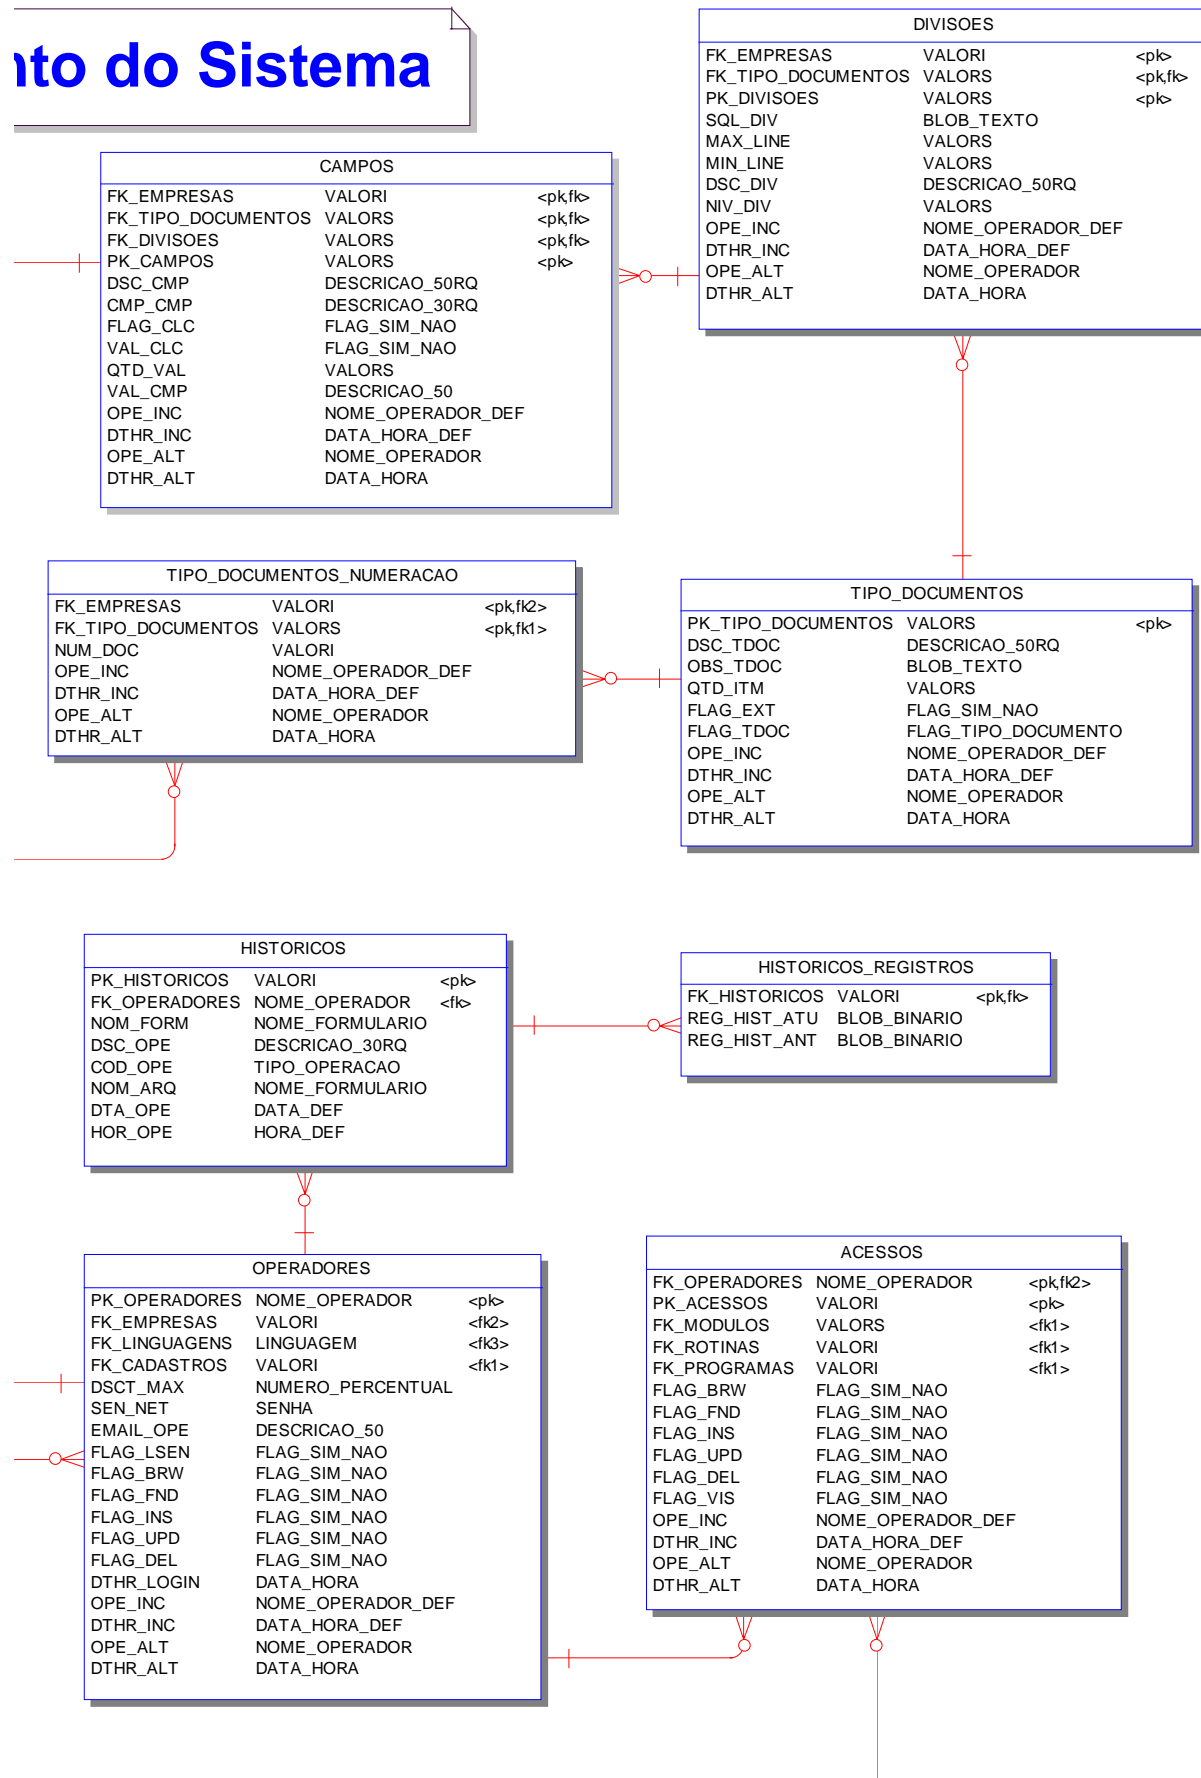 nto do Sistema
DIVISOES
FK_EMPRESAS VALORI <pk>
FK_TIPO_DOCUMENTOS VALORS <pk,fk>
PK_DIVISOES VALORS <pk>
SQL_DIV BLOB_TEXTO
MAX_LINE VALORS
MIN_LINE VALORS
DSC_DIV DESCRICAO_50RQ
NIV_DIV VALORS
OPE_INC NOME_OPERADOR_DEF
DTHR_INC DATA_HORA_DEF
OPE_ALT NOME_OPERADOR
DTHR_ALT DATA_HORA
CAMPOS
FK_EMPRESAS VALORI <pk,fk>
FK_TIPO_DOCUMENTOS VALORS <pk,fk>
FK_DIVISOES VALORS <pk,fk>
PK_CAMPOS VALORS <pk>
DSC_CMP DESCRICAO_50RQ
CMP_CMP DESCRICAO_30RQ
FLAG_CLC FLAG_SIM_NAO
VAL_CLC FLAG_SIM_NAO
QTD_VAL VALORS
VAL_CMP DESCRICAO_50
OPE_INC NOME_OPERADOR_DEF
DTHR_INC DATA_HORA_DEF
OPE_ALT NOME_OPERADOR
DTHR_ALT DATA_HORA
TIPO_DOCUMENTOS_NUMERACAO
FK_EMPRESAS VALORI <pk,fk2>
FK_TIPO_DOCUMENTOS VALORS <pk,fk1>
NUM_DOC VALORI
OPE_INC NOME_OPERADOR_DEF
DTHR_INC DATA_HORA_DEF
OPE_ALT NOME_OPERADOR
DTHR_ALT DATA_HORA
TIPO_DOCUMENTOS
PK_TIPO_DOCUMENTOS VALORS <pk>
DSC_TDOC DESCRICAO_50RQ
OBS_TDOC BLOB_TEXTO
QTD_ITM VALORS
FLAG_EXT FLAG_SIM_NAO
FLAG_TDOC FLAG_TIPO_DOCUMENTO
OPE_INC NOME_OPERADOR_DEF
DTHR_INC DATA_HORA_DEF
OPE_ALT NOME_OPERADOR
DTHR_ALT DATA_HORA
HISTORICOS
PK_HISTORICOS VALORI <pk>
FK_OPERADORES NOME_OPERADOR <fk>
NOM_FORM NOME_FORMULARIO
DSC_OPE DESCRICAO_30RQ
COD_OPE TIPO_OPERACAO
NOM_ARQ NOME_FORMULARIO
DTA_OPE DATA_DEF
HOR_OPE HORA_DEF
HISTORICOS_REGISTROS
FK_HISTORICOS VALORI <pk,fk>
REG_HIST_ATU BLOB_BINARIO
REG_HIST_ANT BLOB_BINARIO
OPERADORES
PK_OPERADORES NOME_OPERADOR <pk>
FK_EMPRESAS VALORI <fk2>
FK_LINGUAGENS LINGUAGEM <fk3>
FK_CADASTROS VALORI <fk1>
DSCT_MAX NUMERO_PERCENTUAL
SEN_NET SENHA
EMAIL_OPE DESCRICAO_50
FLAG_LSEN FLAG_SIM_NAO
FLAG_BRW FLAG_SIM_NAO
FLAG_FND FLAG_SIM_NAO
FLAG_INS FLAG_SIM_NAO
FLAG_UPD FLAG_SIM_NAO
FLAG_DEL FLAG_SIM_NAO
DTHR_LOGIN DATA_HORA
OPE_INC NOME_OPERADOR_DEF
DTHR_INC DATA_HORA_DEF
OPE_ALT NOME_OPERADOR
DTHR_ALT DATA_HORA
ACESSOS
FK_OPERADORES NOME_OPERADOR <pk,fk2>
PK_ACESSOS VALORI <pk>
FK_MODULOS VALORS <fk1>
FK_ROTINAS VALORI <fk1>
FK_PROGRAMAS VALORI <fk1>
FLAG_BRW FLAG_SIM_NAO
FLAG_FND FLAG_SIM_NAO
FLAG_INS FLAG_SIM_NAO
FLAG_UPD FLAG_SIM_NAO
FLAG_DEL FLAG_SIM_NAO
FLAG_VIS FLAG_SIM_NAO
OPE_INC NOME_OPERADOR_DEF
DTHR_INC DATA_HORA_DEF
OPE_ALT NOME_OPERADOR
DTHR_ALT DATA_HORA